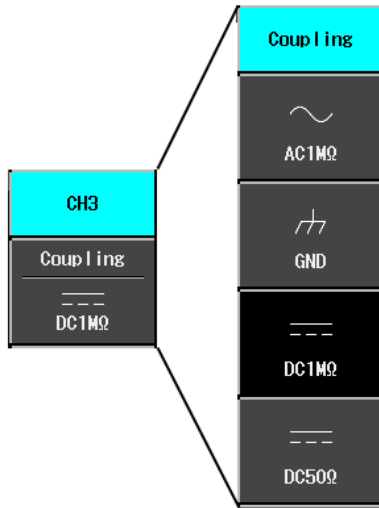 CH3
Coupling
DC1MΩ
Coupling
AC1MΩ
GND
DC1MΩ
DC50Ω